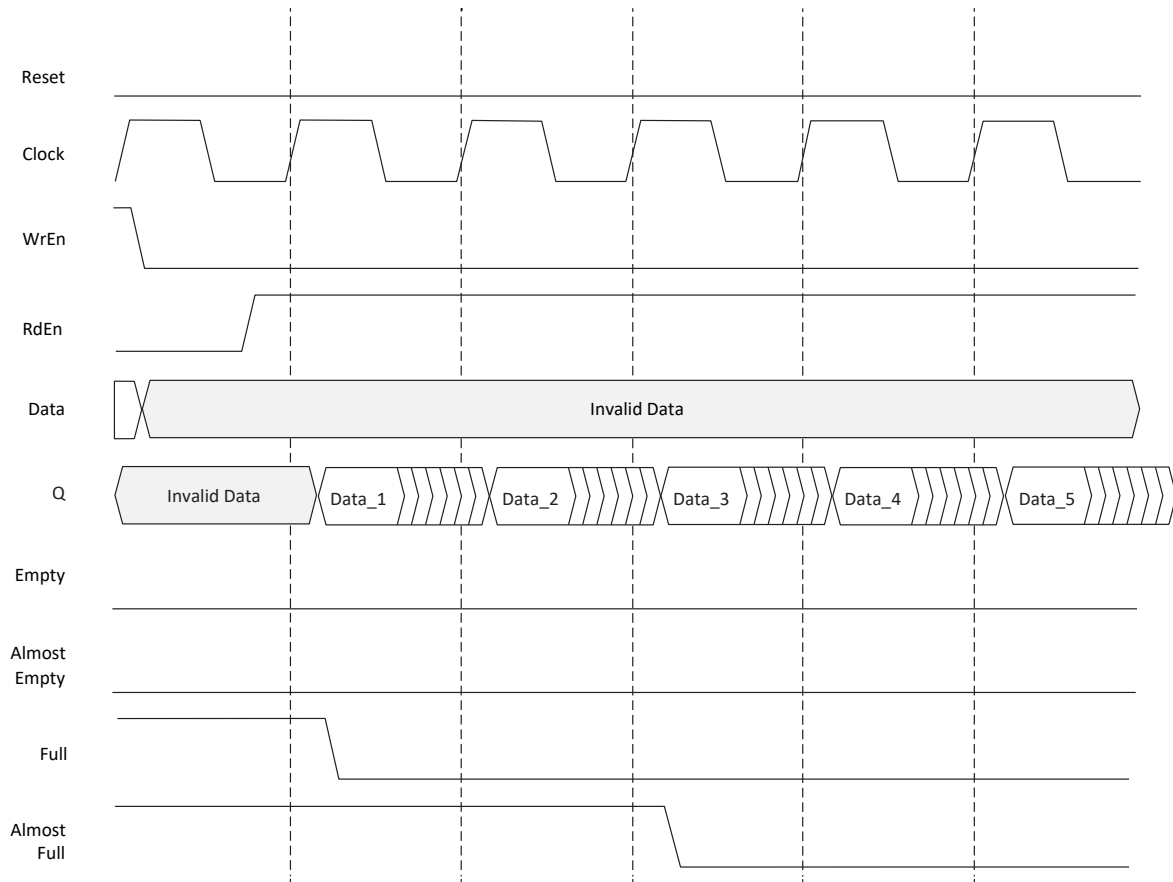 Reset
Clock
WrEn
RdEn
Data
Invalid Data
Q
Invalid Data
Data_1
Data_2
Data_3
Data_4
Data_5
Empty
Almost
Empty
Full
Almost
Full